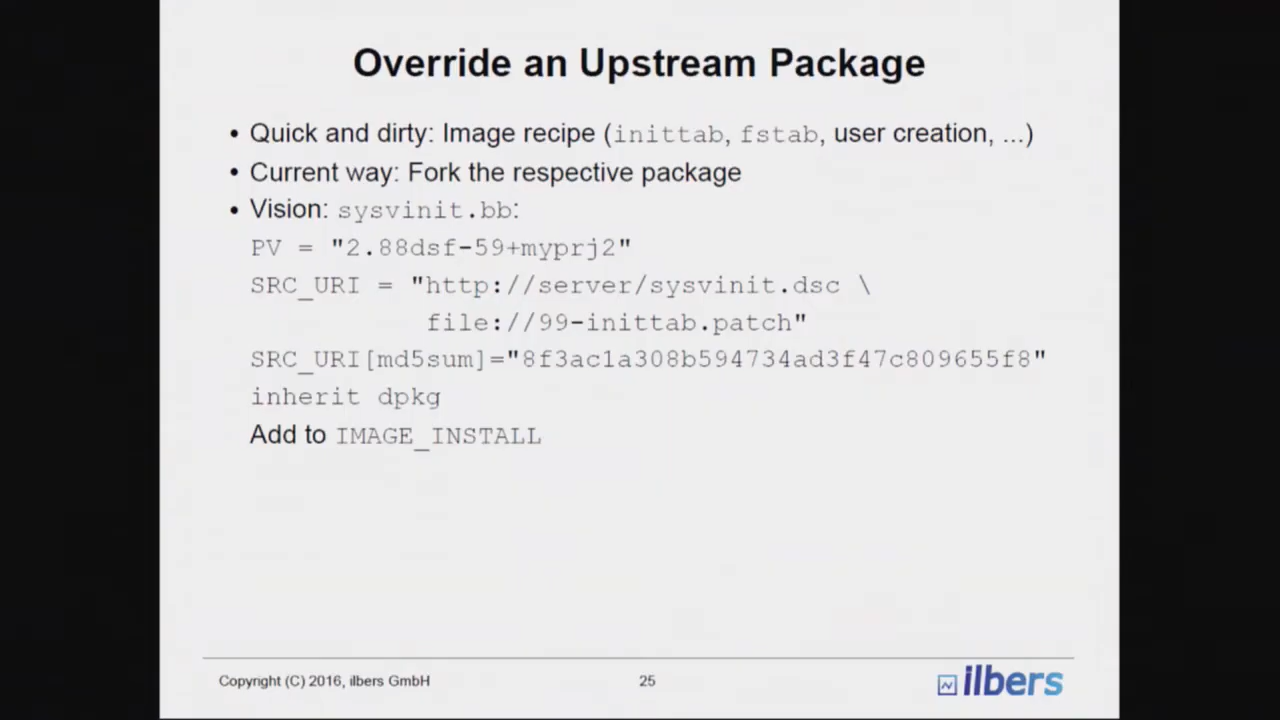 Override an Upstream Package
• Quick and dirty: Image recipe (inittab, fstab, user creation, ...)
• Current way: Fork the respective package
• Vision: sysvinit.bb:
PV = "2.88dsf-59+myprj2"
SRC_URI = "http://server/sysvinit.dsc \
file://99-inittab.patch"
SRC_URI[md5sum]="8f3ac1a308b594734ad3f47c809655f8"
inherit dpkg
Add to IMAGE_INSTALL
Copyright (C) 2016, ilbers GmbH
25
ilbers